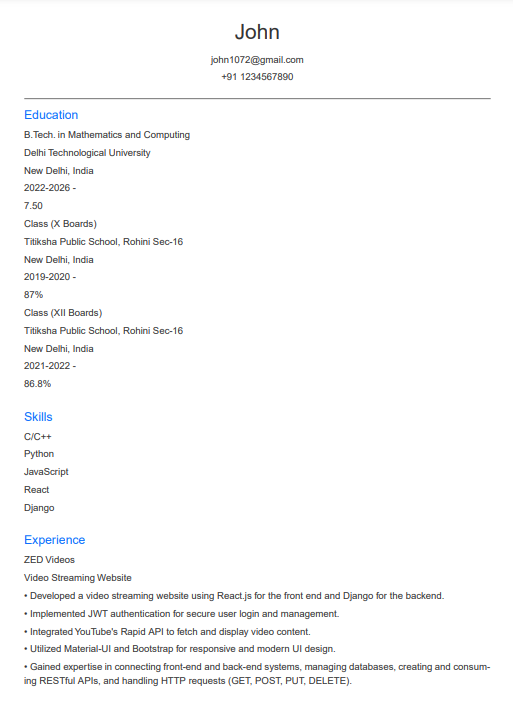 John
john1072@gmail.com
+91 1234567890
Education
B.Tech. in Mathematics and Computing
Delhi Technological University
New Delhi, India
2022-2026 -
7.50
Class (X Boards)
Titiksha Public School, Rohini Sec-16
New Delhi, India
2019-2020 -
87%
Class (XII Boards)
Titiksha Public School, Rohini Sec-16
New Delhi, India
2021-2022 -
86.8%
Skills
C/C++
Python
JavaScript
React
Django
Experience
ZED Videos
Video Streaming Website
• Developed a video streaming website using React.js for the front end and Django for the backend.
• Implemented JWT authentication for secure user login and management.
• Integrated YouTube's Rapid API to fetch and display video content.
• Utilized Material-UI and Bootstrap for responsive and modern UI design.
• Gained expertise in connecting front-end and back-end systems, managing databases, creating and consum-
ing RESTful APIs, and handling HTTP requests (GET, POST, PUT, DELETE).